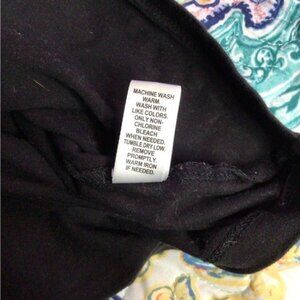 MACHINE WASH
WARM.
WASH WITH
LIKE COLORS.
ONLY NON-
CHLORINE
BLEACH
WHEN NEEDED.
TUMBLE DRY LOW.
REMOVE
PROMPTLY.
WARM IRON
IF NEEDED.